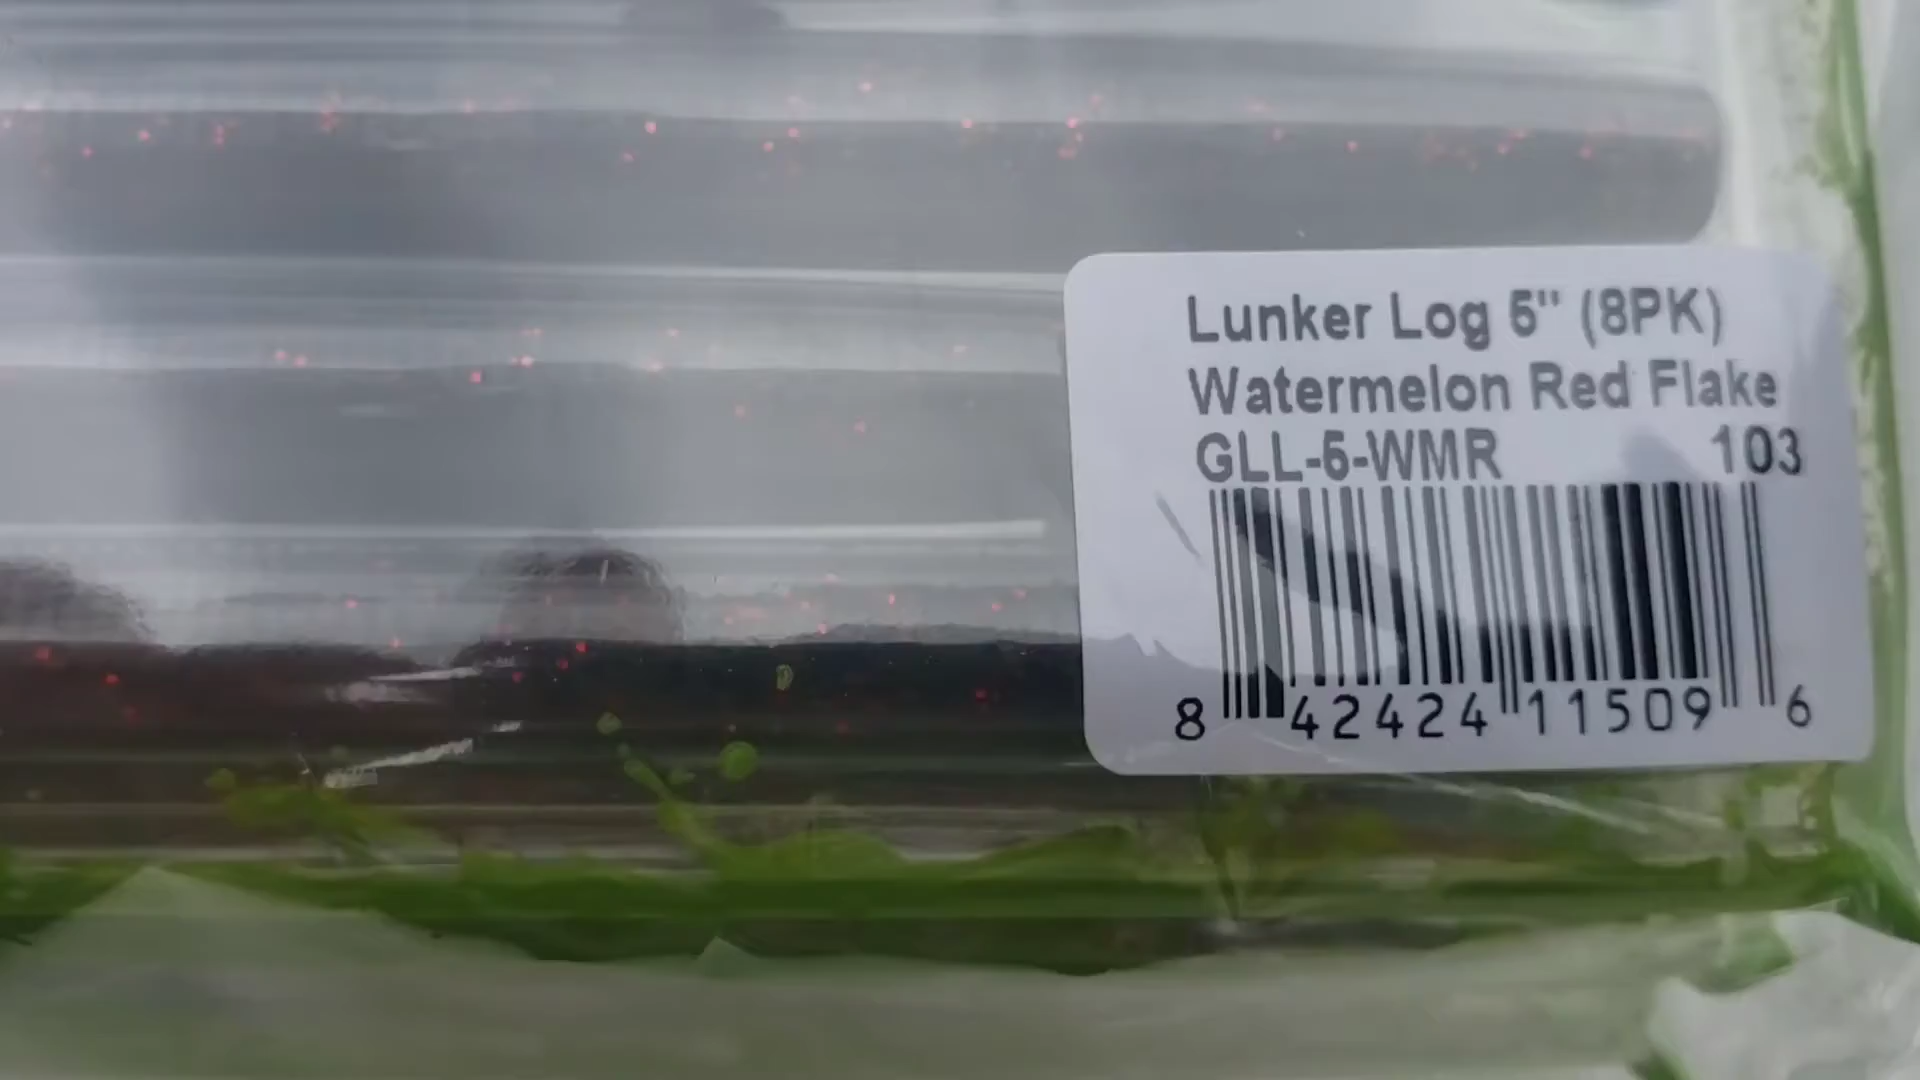 Lunker Log 5" (8PK)
Watermelon Red Flake
GLL-5-WMR 103
8 42424 11509 6